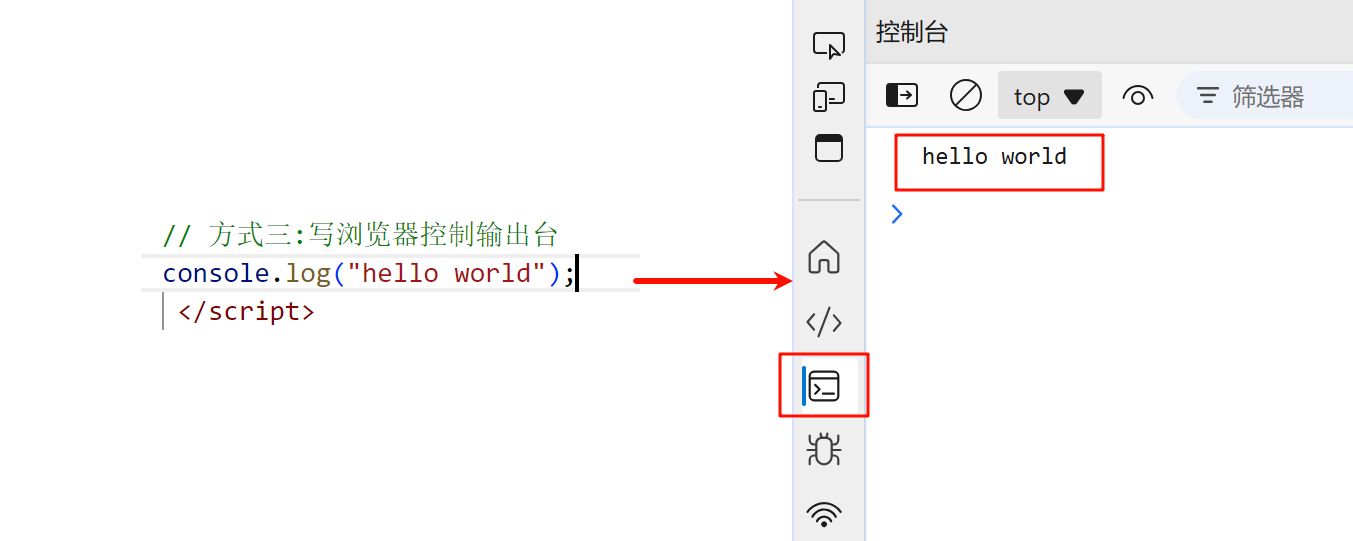 // 方式三:写浏览器控制输出台
console.log("hello world");
</script>
控制台
top
筛选器
hello world